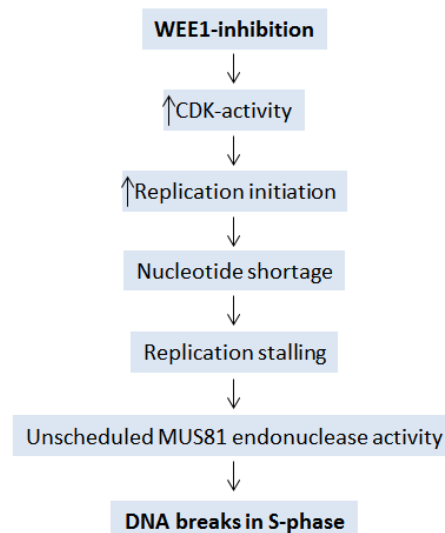 WEE1-inhibition
↑CDK-activity
↑Replication initiation
Nucleotide shortage
Replication stalling
Unscheduled MUS81 endonuclease activity
DNA breaks in S-phase